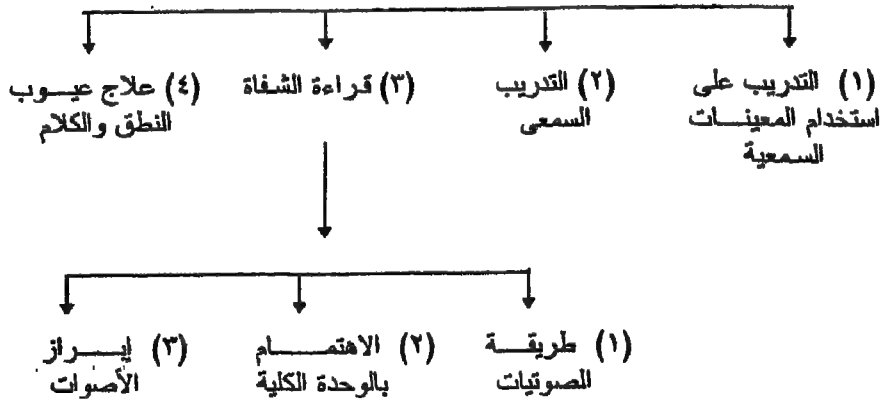 (١) التدريب على
استخدام المعينات
السمعية
(٢) التدريب
السمعى
(٣) قراءة الشفاة
(٤) علاج عيوب
النطق والكلام
(١) طريقة
الصوتيات
(٢) الاهتمام
بالوحدة الكلية
(٣) إبراز
الأصوات